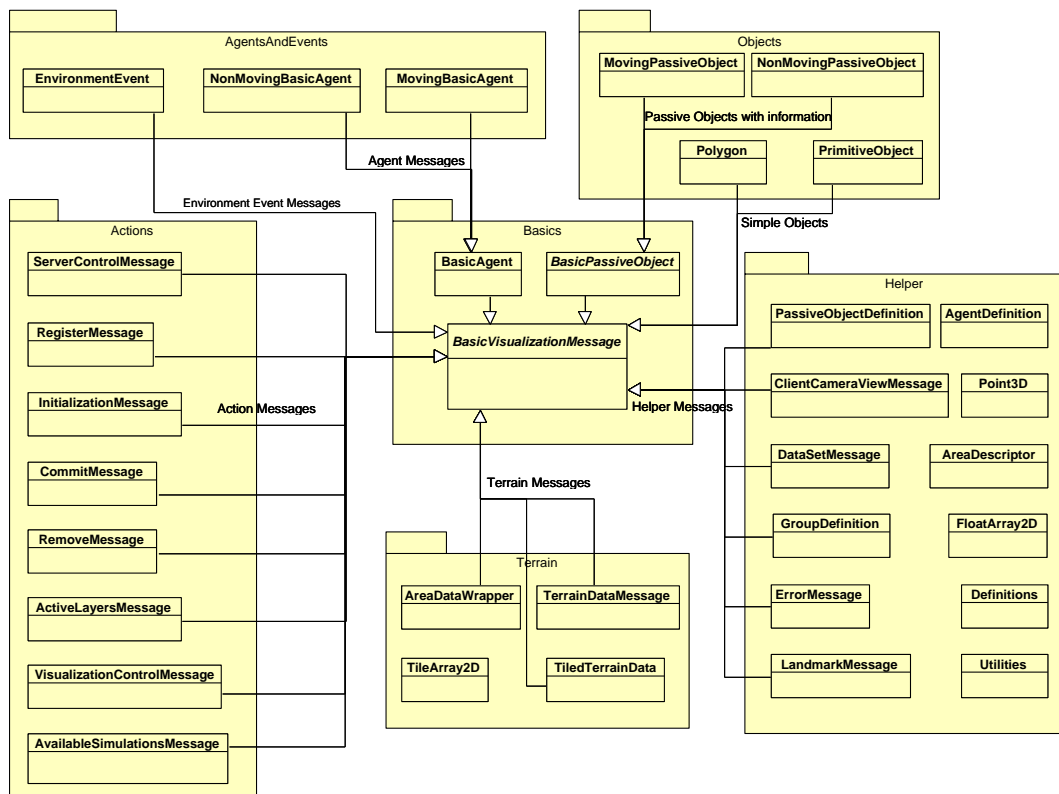 AgentsAndEvents
EnvironmentEvent
NonMovingBasicAgent
MovingBasicAgent
Agent Messages
Environment Event Messages
Objects
MovingPassiveObject
NonMovingPassiveObject
Passive Objects with information
Polygon
PrimitiveObject
Simple Objects
Actions
ServerControlMessage
RegisterMessage
InitializationMessage
Action Messages
CommitMessage
RemoveMessage
ActiveLayersMessage
VisualizationControlMessage
AvailableSimulationsMessage
Basics
BasicAgent
BasicPassiveObject
BasicVisualizationMessage
Helper Messages
Terrain Messages
Terrain
AreaDataWrapper
TerrainDataMessage
TileArray2D
TiledTerrainData
Helper
PassiveObjectDefinition
AgentDefinition
ClientCameraViewMessage
Point3D
DataSetMessage
AreaDescriptor
GroupDefinition
FloatArray2D
ErrorMessage
Definitions
LandmarkMessage
Utilities